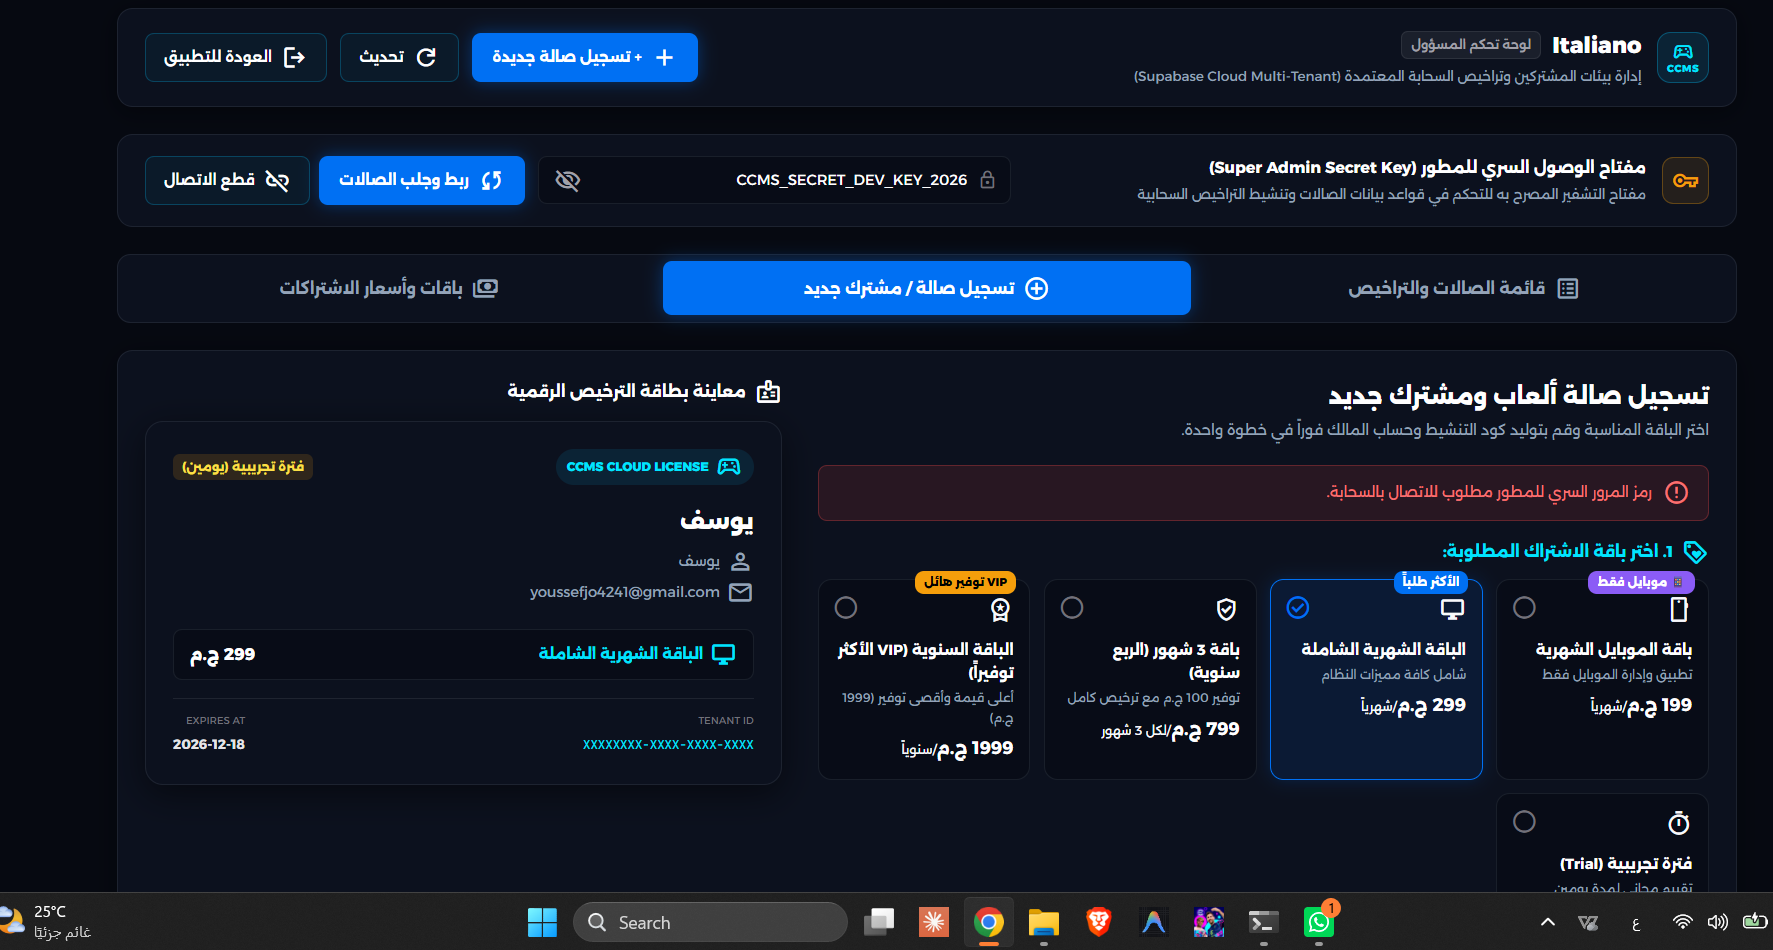 CCMS
Italiano
لوحة تحكم المسؤول
إدارة بيئات المشتركين وتراخيص السحابة المعتمدة (Supabase Cloud Multi-Tenant)
+ تسجيل صالة جديدة
تحديث
العودة للتطبيق
مفتاح الوصول السري للمطور (Super Admin Secret Key)
مفتاح التشفير المصرح به للتحكم في قواعد بيانات الصالات وتنشيط التراخيص السحابية
CCMS_SECRET_DEV_KEY_2026
ربط وجلب الصالات
قطع الاتصال
قائمة الصالات والتراخيص
تسجيل صالة / مشترك جديد
باقات وأسعار الاشتراكات
تسجيل صالة ألعاب ومشترك جديد
اختر الباقة المناسبة وقم بتوليد كود التنشيط وحساب المالك فوراً في خطوة واحدة.
رمز المرور السري للمطور مطلوب للاتصال بالسحابة.
1. اختر باقة الاشتراك المطلوبة:
موبايل فقط
باقة الموبايل الشهرية
تطبيق وإدارة الموبايل فقط
199 ج.م/شهرياً
الأكثر طلباً
الباقة الشهرية الشاملة
شامل كافة مميزات النظام
299 ج.م/شهرياً
باقة 3 شهور (الربع
سنوية)
توفير 100 ج.م مع ترخيص كامل
799 ج.م/لكل 3 شهور
VIP توفير هائل
الباقة السنوية (VIP الأكثر
توفيراً)
أعلى قيمة وأقصى توفير (1999
ج.م)
1999 ج.م/سنوياً
فترة تجريبية (Trial)
تقييم مجاني لمدة يومين
معاينة بطاقة الترخيص الرقمية
CCMS CLOUD LICENSE
فترة تجريبية (يومين)
يوسف
يوسف
youssefjo4241@gmail.com
الباقة الشهرية الشاملة
299 ج.م
TENANT ID
XXXXXXXX-XXXX-XXXX-XXXX
EXPIRES AT
2026-12-18
25°C
غائم جزئيًا
Search
1
ع